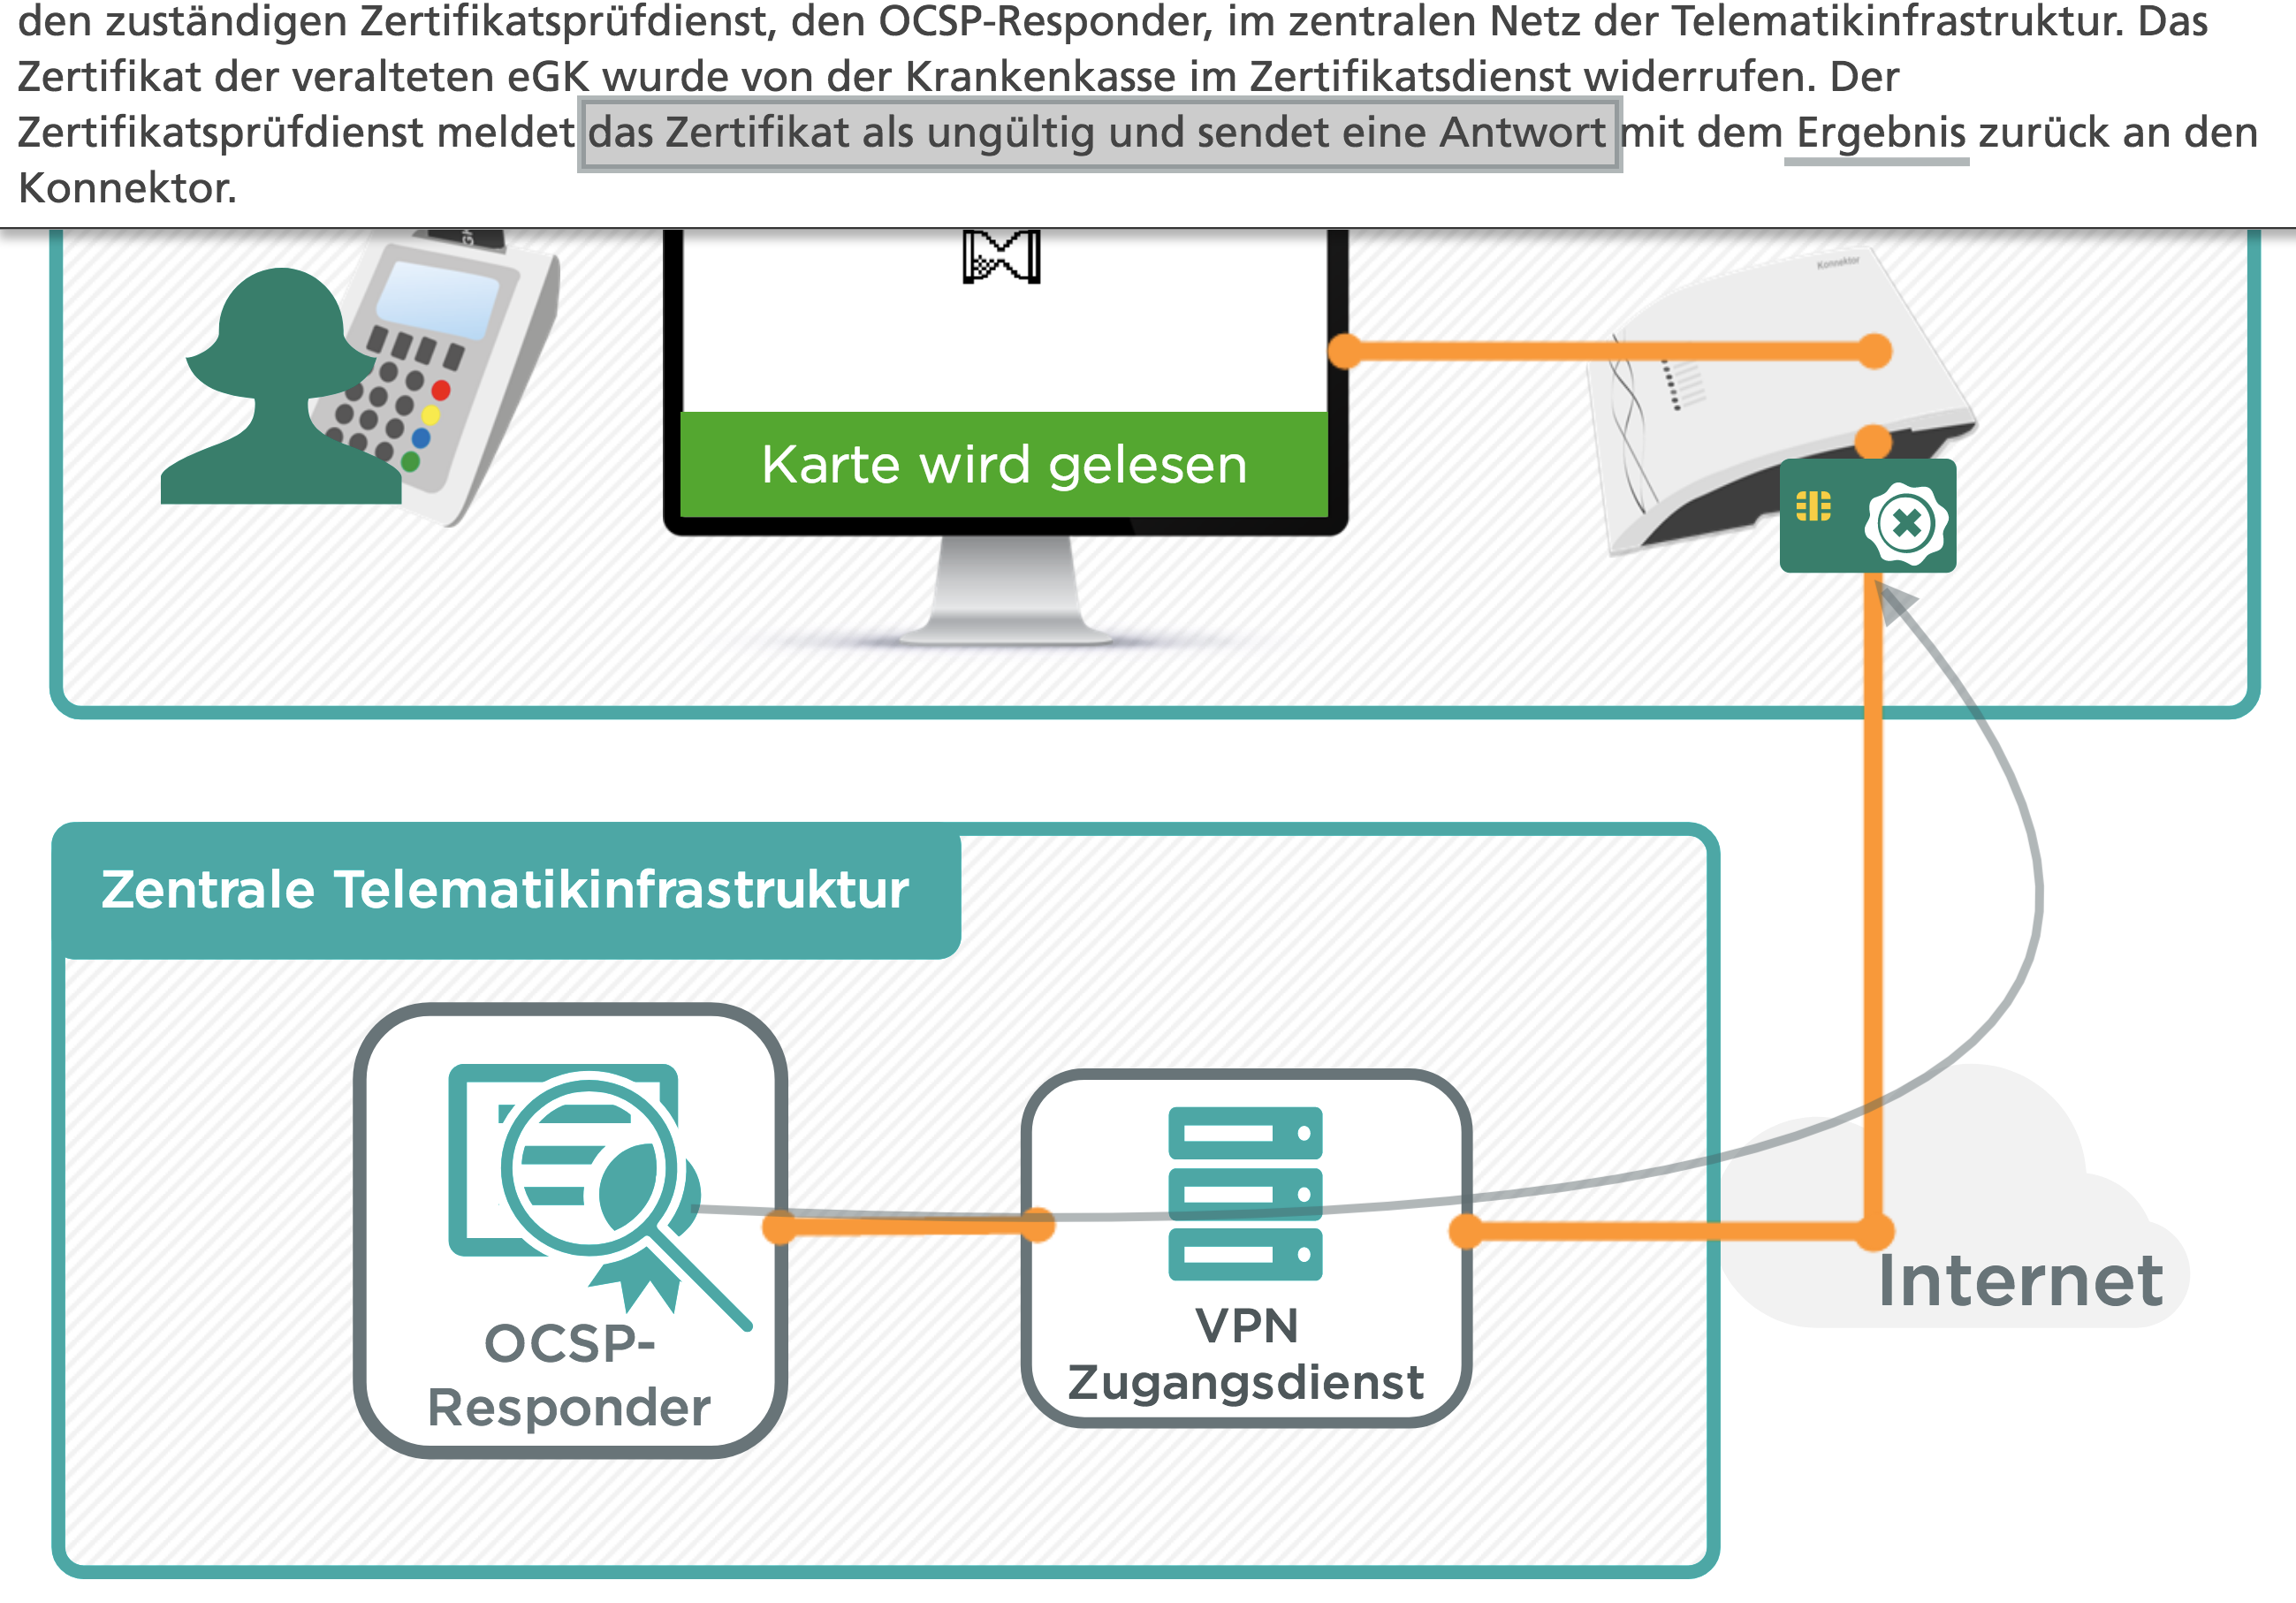 den zuständigen Zertifikatsprüfdienst, den OCSP-Responder, im zentralen Netz der Telematikinfrastruktur. Das
Zertifikat der veralteten eGK wurde von der Krankenkasse im Zertifikatsdienst widerrufen. Der
Zertifikatsprüfdienst meldet das Zertifikat als ungültig und sendet eine Antwort mit dem Ergebnis zurück an den
Konnektor.
Konnektor
Karte wird gelesen
Zentrale Telematikinfrastruktur
OCSP-
Responder
VPN
Zugangsdienst
Internet